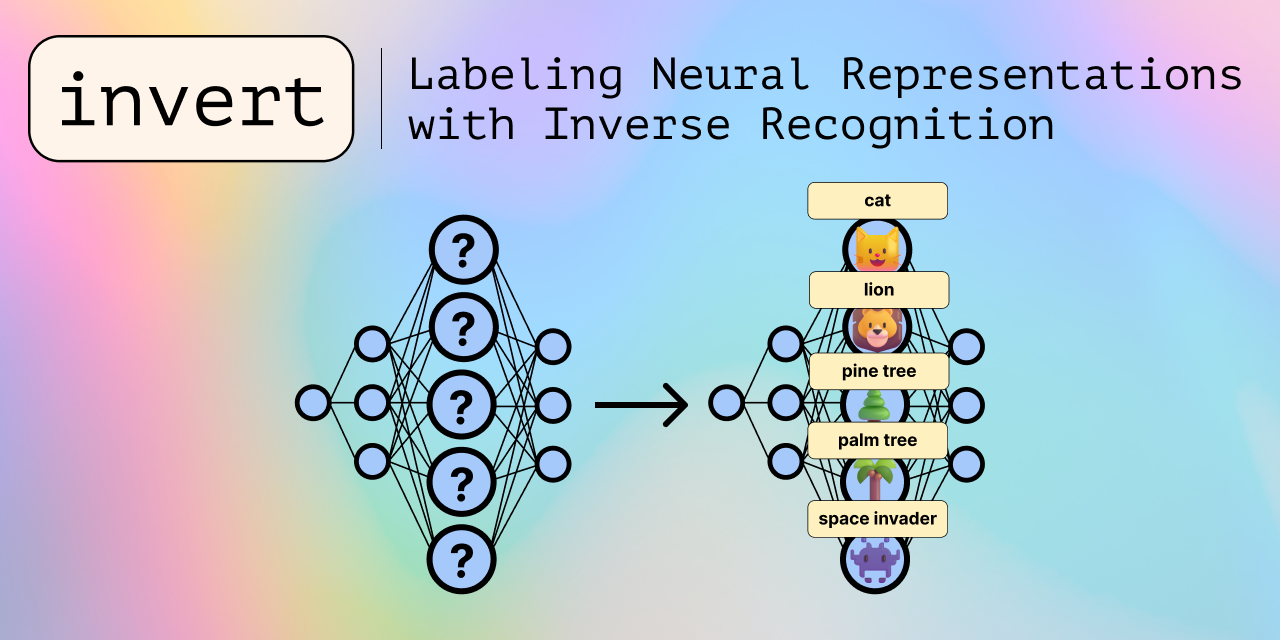 invert
Labeling Neural Representations
with Inverse Recognition
?
?
?
?
?
cat
lion
pine tree
palm tree
space invader